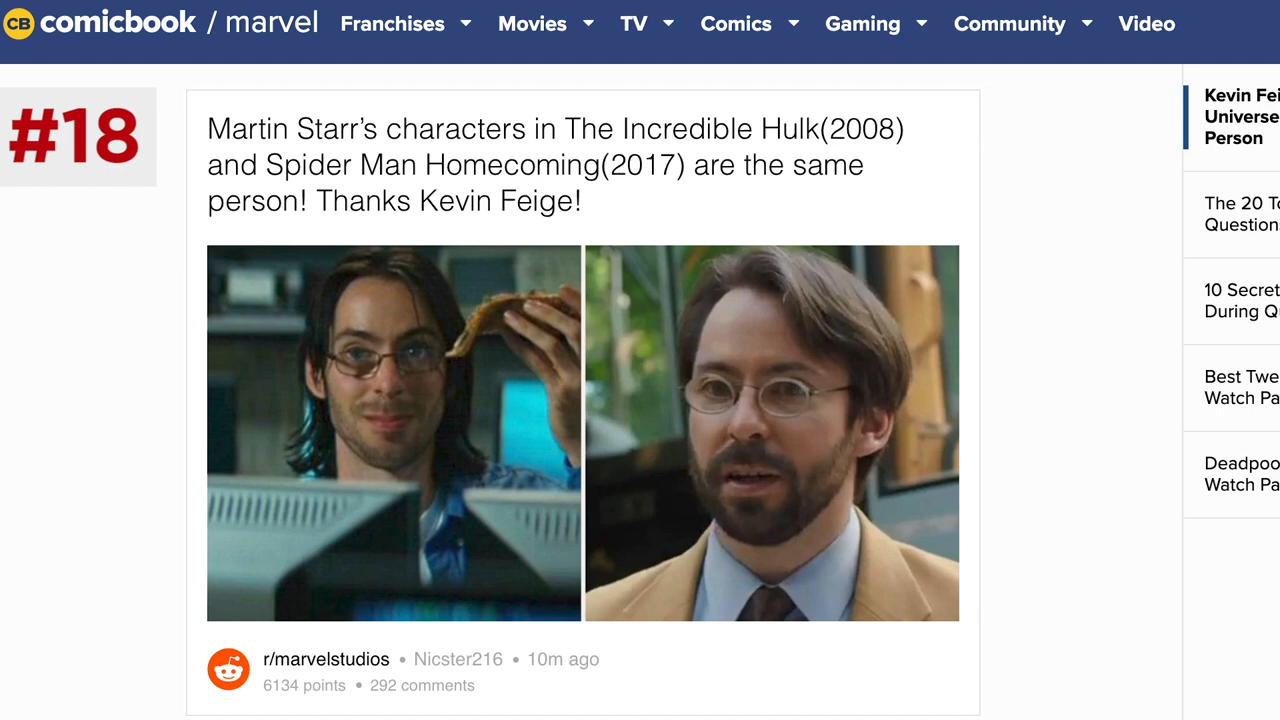 CB comicbook / marvel Franchises Movies TV Comics Gaming Community Video
#18
Martin Starr’s characters in The Incredible Hulk(2008)
and Spider Man Homecoming(2017) are the same
person! Thanks Kevin Feige!
r/marvelstudios • Nicster216 • 10m ago
6134 points • 292 comments
Kevin Fei
Universe
Person
The 20 To
Question
10 Secret
During Q
Best Twe
Watch Pa
Deadpoo
Watch Pa